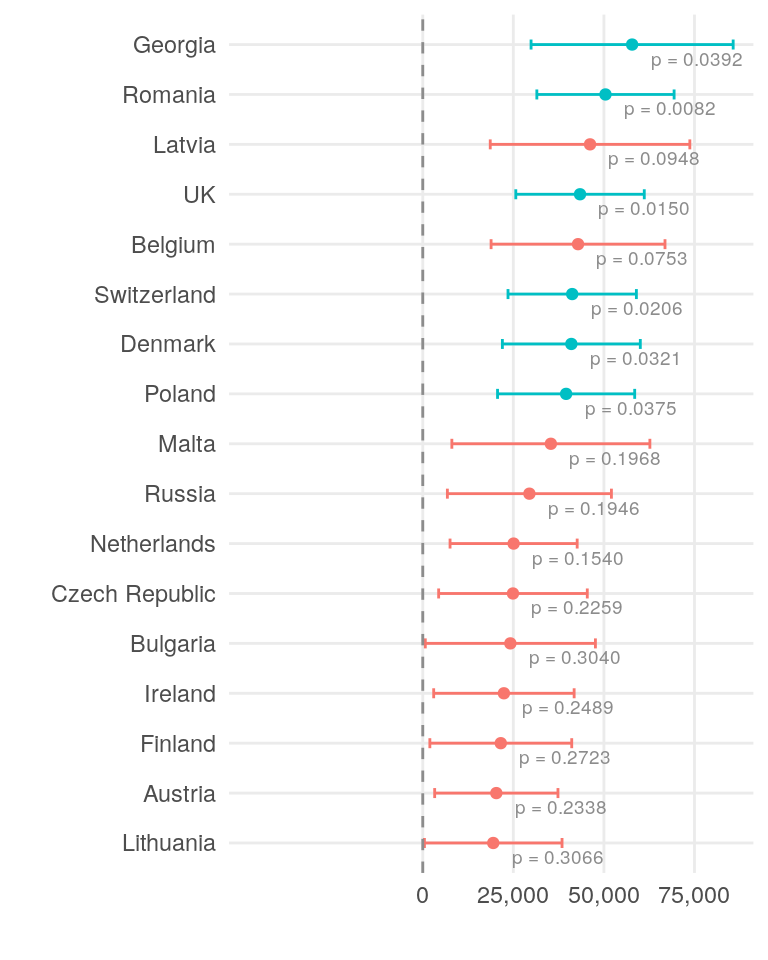 Georgia
p = 0.0392
Romania
p = 0.0082
Latvia
p = 0.0948
UK
p = 0.0150
Belgium
p = 0.0753
Switzerland
p = 0.0206
Denmark
p = 0.0321
Poland
p = 0.0375
Malta
p = 0.1968
Russia
p = 0.1946
Netherlands
p = 0.1540
Czech Republic
p = 0.2259
Bulgaria
p = 0.3040
Ireland
p = 0.2489
Finland
p = 0.2723
Austria
p = 0.2338
Lithuania
p = 0.3066
0 25,000 50,000 75,000